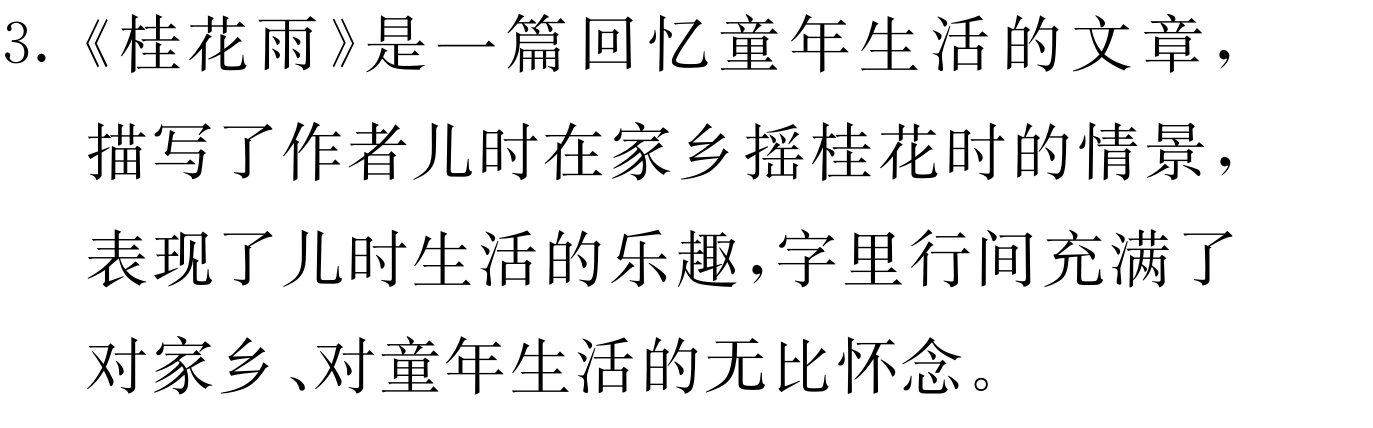 3.《桂花雨》是一篇回忆童年生活的文章，
描写了作者儿时在家乡摇桂花时的情景，
表现了儿时生活的乐趣，字里行间充满了
对家乡、对童年生活的无比怀念。